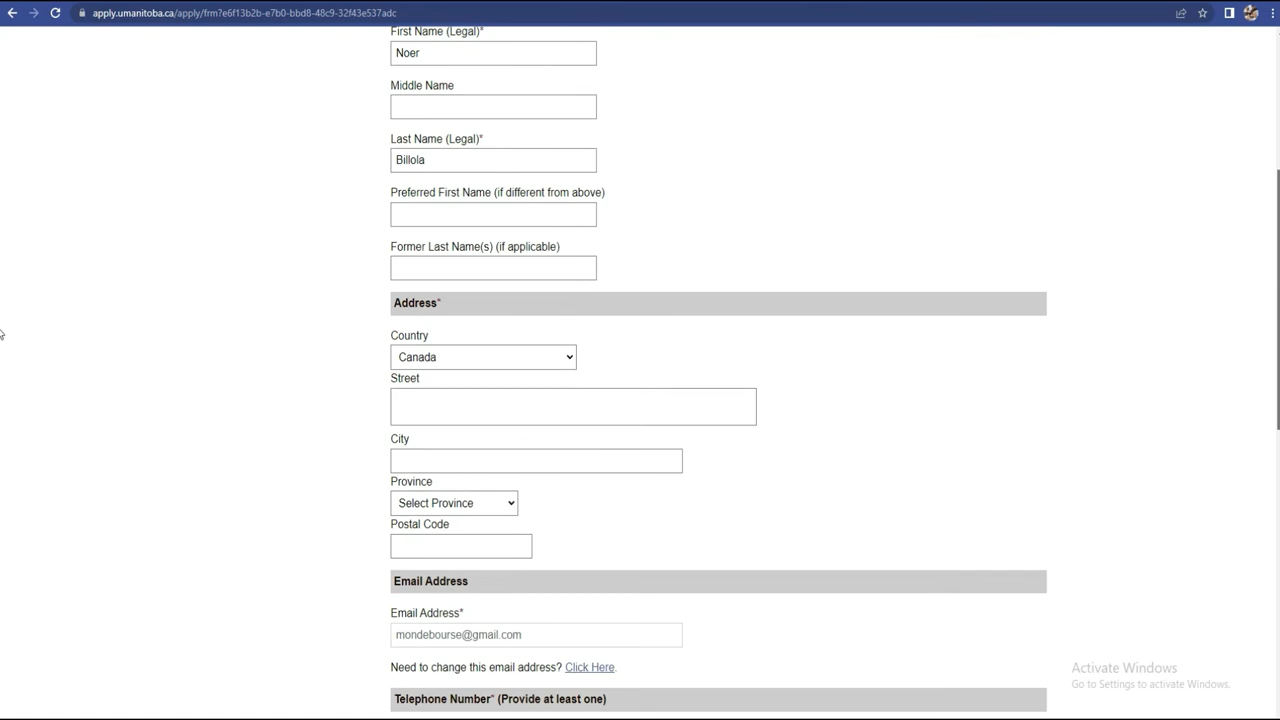 apply.umanitoba.ca/apply/frm?e6f13b2b-e7b0-bbd8-48c9-32f43e537adc
First Name (Legal)*
Noer
Middle Name
Last Name (Legal)*
Billola
Preferred First Name (if different from above)
Former Last Name(s) (if applicable)
Address*
Country
Canada
Street
City
Province
Select Province
Postal Code
Email Address
Email Address*
mondebourse@gmail.com
Need to change this email address? Click Here.
Telephone Number* (Provide at least one)
Activate Windows
Go to Settings to activate Windows.